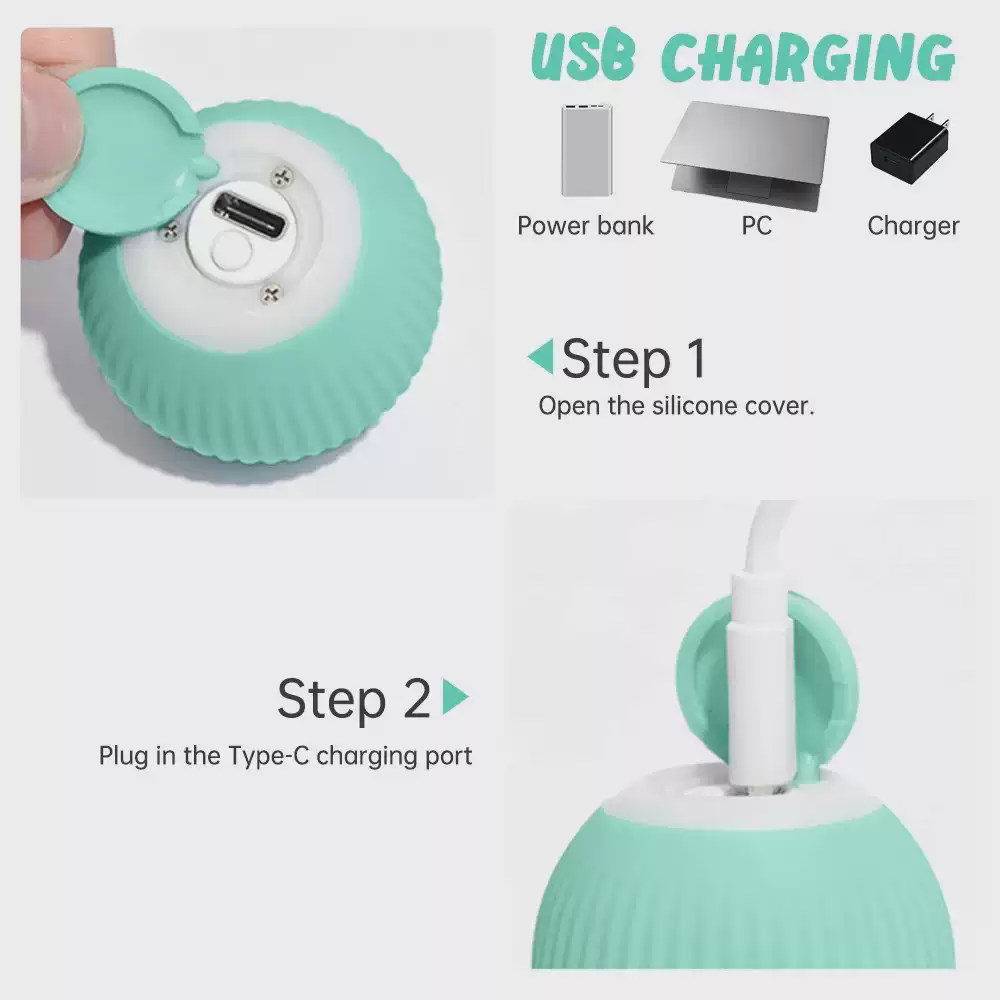 USB CHARGING
Power bank
PC
Charger
Step 1
Open the silicone cover.
Step 2
Plug in the Type-C charging port